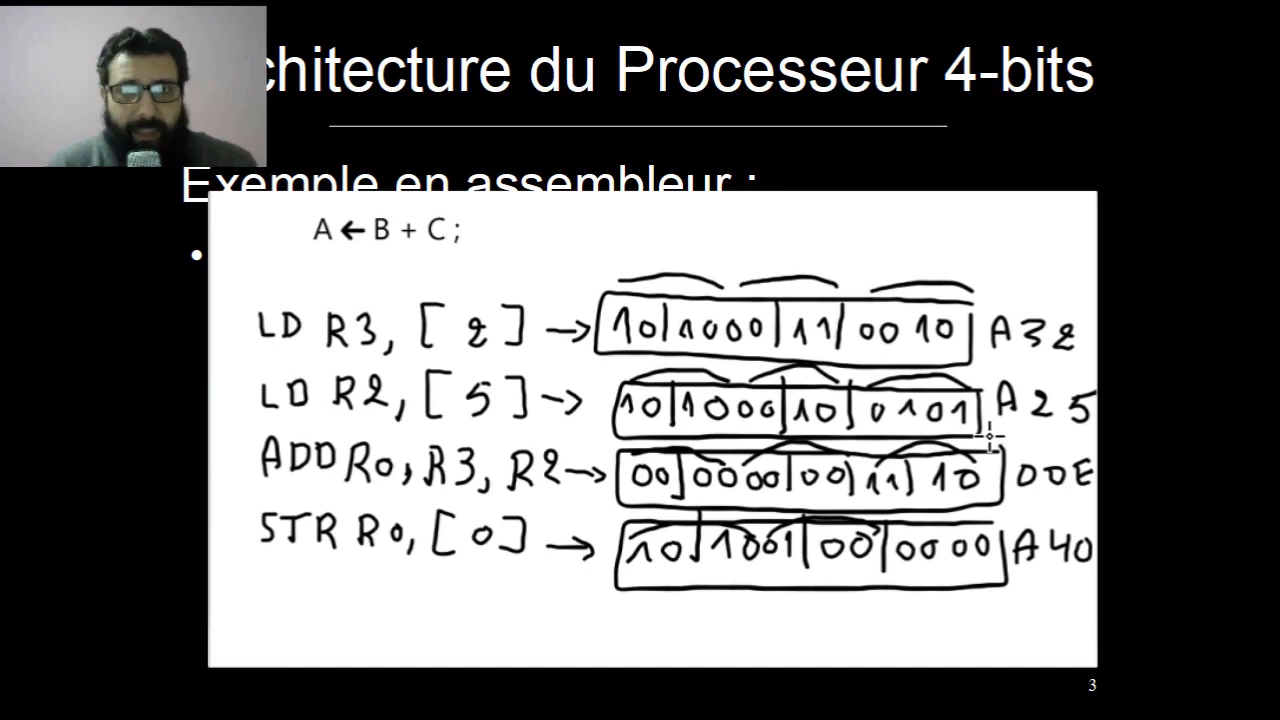 chitecture du Processeur 4-bits
Exemple en assembleur :
•
A ← B + C ;
LD R3, [ 2 ] → 10|1000|11|0010 A32
LD R2, [ 5 ] → 10|1000|10|0101 A25
ADD R0, R3, R2 → 00|0000|00|11|10 00E
STR R0, [ 0 ] → 10|1001|00|0000 A40
3